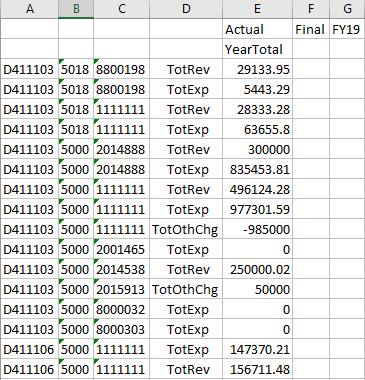 A B C D E F G
Actual Final FY19
YearTotal
D411103 5018 8800198 TotRev 29133.95
D411103 5018 8800198 TotExp 5443.29
D411103 5018 1111111 TotRev 28333.28
D411103 5018 1111111 TotExp 63655.8
D411103 5000 2014888 TotRev 300000
D411103 5000 2014888 TotExp 835453.81
D411103 5000 1111111 TotRev 496124.28
D411103 5000 1111111 TotExp 977301.59
D411103 5000 1111111 TotOthChg -985000
D411103 5000 2001465 TotExp 0
D411103 5000 2014538 TotRev 250000.02
D411103 5000 2015913 TotOthChg 50000
D411103 5000 8000032 TotExp 0
D411103 5000 8000303 TotExp 0
D411106 5000 1111111 TotExp 147370.21
D411106 5000 1111111 TotRev 156711.48